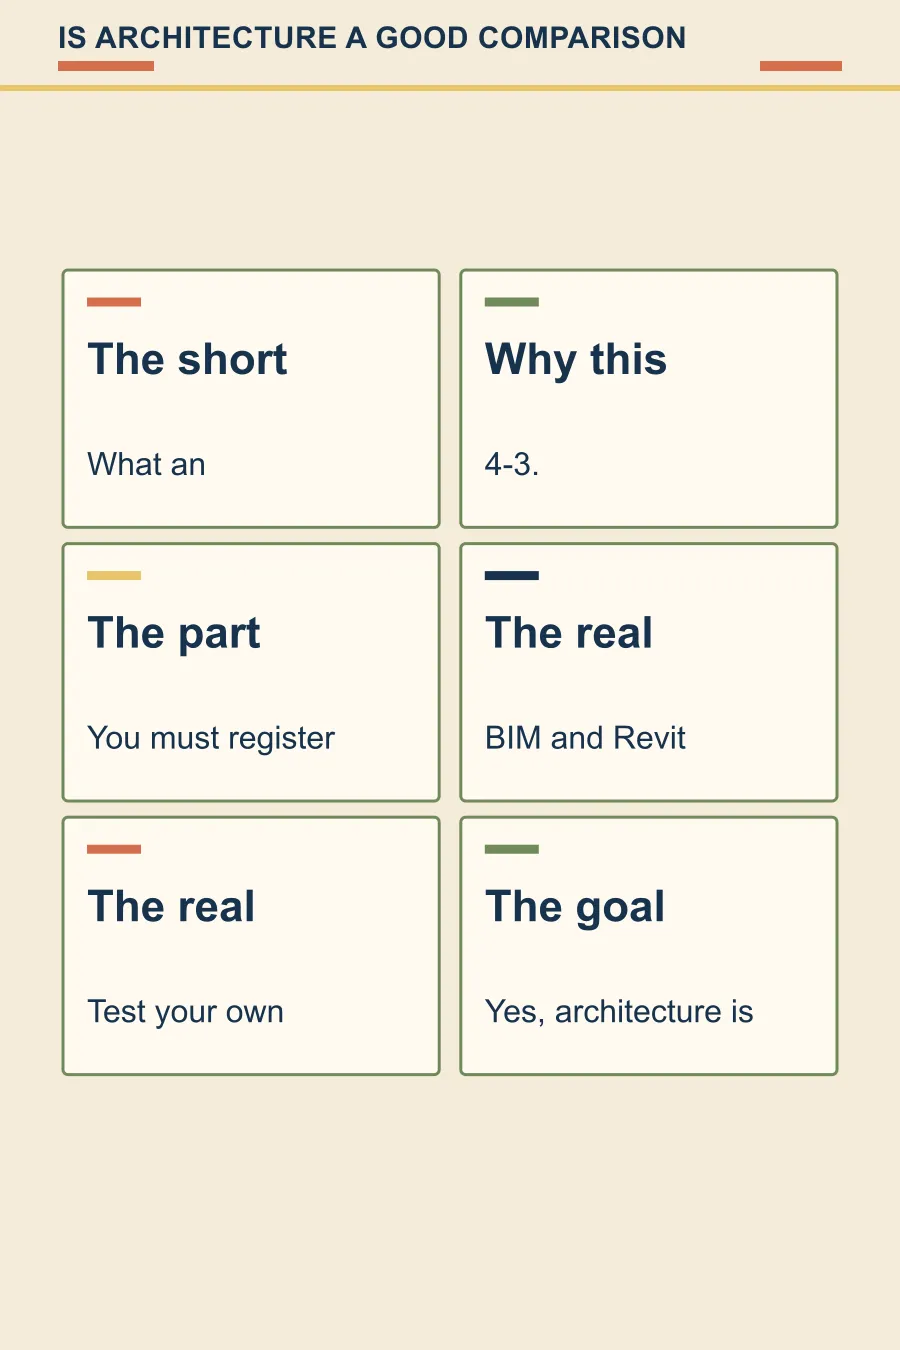 IS ARCHITECTURE A GOOD COMPARISON
The short
What an
Why this
4-3.
The part
You must register
The real
BIM and Revit
The real
Test your own
The goal
Yes, architecture is